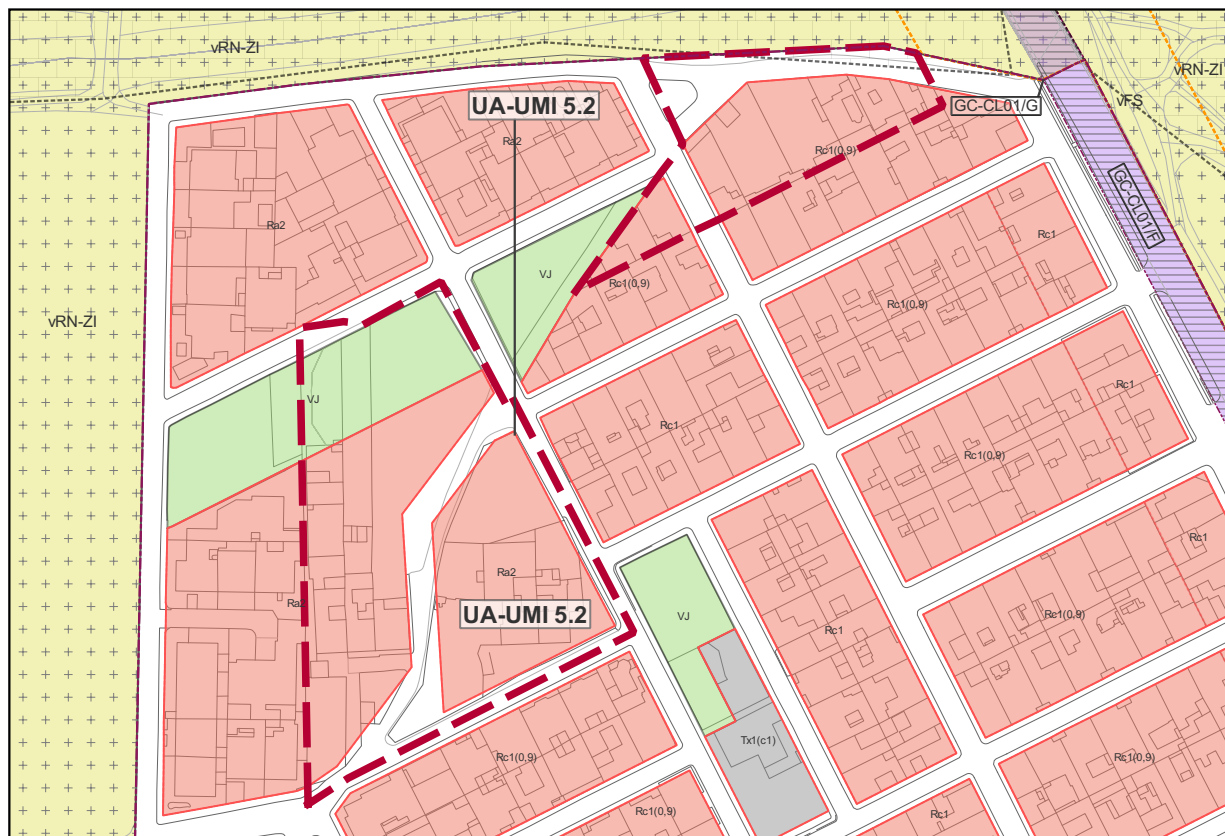 vRN-ZI
vRN-ZI
vFS
GC-CL01/G
UA-UMI 5.2
Ra2
Rc1(0,9)
GC-CL01/F
Ra2
Rc1
VJ
Rc1(0,9)
Rc1(0,9)
vRN-ZI
Rc1
VJ
Rc1
Rc1(0,9)
Rc1
Ra2
Ra2
UA-UMI 5.2
VJ
Rc1
Rc1(0,9)
Tx1(c1)
Rc1(0,9)
Rc1(0,9)
Rc1(0,9)
Rc1